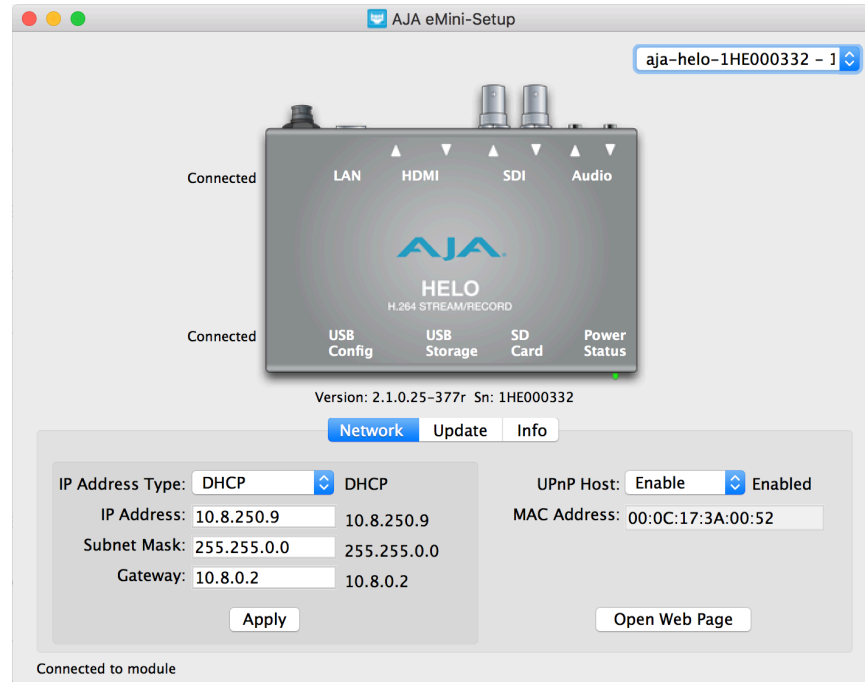 AJA eMini-Setup
aja-helo-1HE000332 - 1
Connected LAN HDMI SDI Audio
AJA.
HELO
H.264 STREAM/RECORD
Connected
USB Config
USB Storage
SD Card
Power Status
Version: 2.1.0.25-377r Sn: 1HE000332
Network Update Info
IP Address Type: DHCP DHCP
IP Address: 10.8.250.9 10.8.250.9
Subnet Mask: 255.255.0.0 255.255.0.0
Gateway: 10.8.0.2 10.8.0.2
Apply
UPnP Host: Enable Enabled
MAC Address: 00:0C:17:3A:00:52
Open Web Page
Connected to module